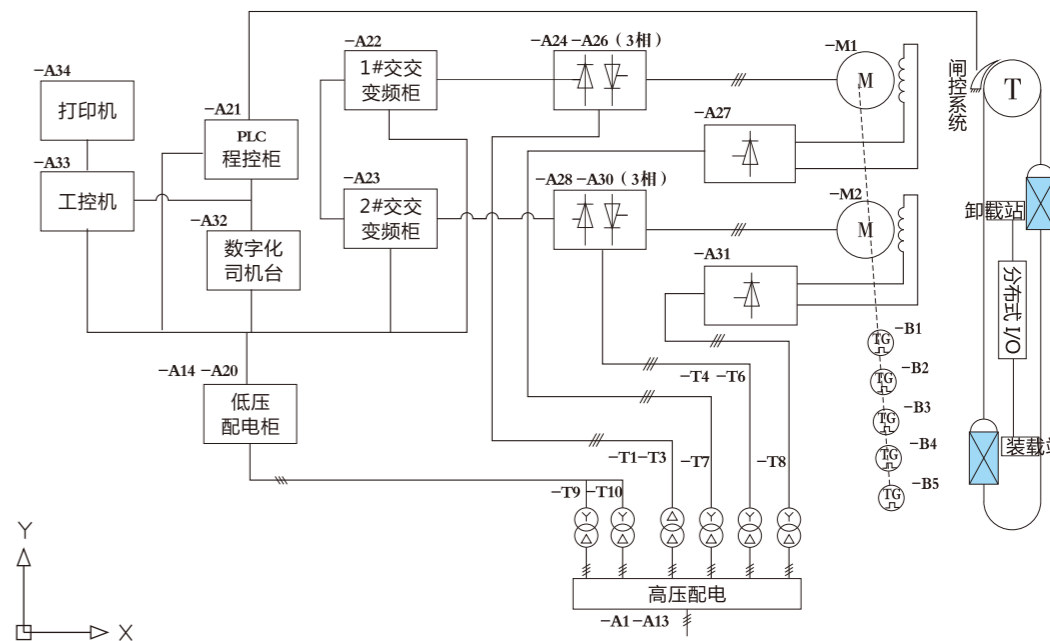 −A22
−A24−A26（3相）
−M1
−A34
打印机
−A21
1#交交
变频柜
M
闸控系统
T
PLC
程控柜
−A27
−A33
工控机
−A23
−A28−A30（3相）
−M2
−A32
2#交交
变频柜
M
卸载站
数字化
司机台
−A31
分布式 I/O
−B1
TG
−A14 −A20
−T4 −T6
−B2
TG
低压
配电柜
−B3
TG
−T1−T3
−T7
−T8
−B4
TG
装载站
−T9
−T10
−B5
TG
Y
Y
Y
△
Y
Y
Y
△
△
△
△
△
△
高压配电
−A1−A13
X